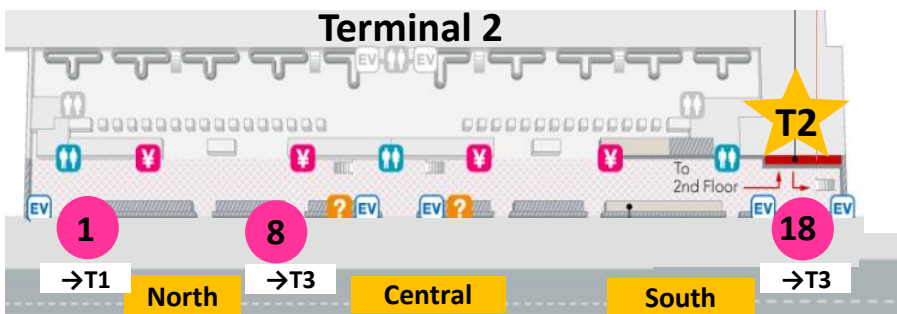 Terminal 2
EV EV
T2
¥ ¥ ¥ ¥
To
2nd Floor
EV ? EV EV ? EV EV
1 8 18
→T1 →T3 →T3
North Central South